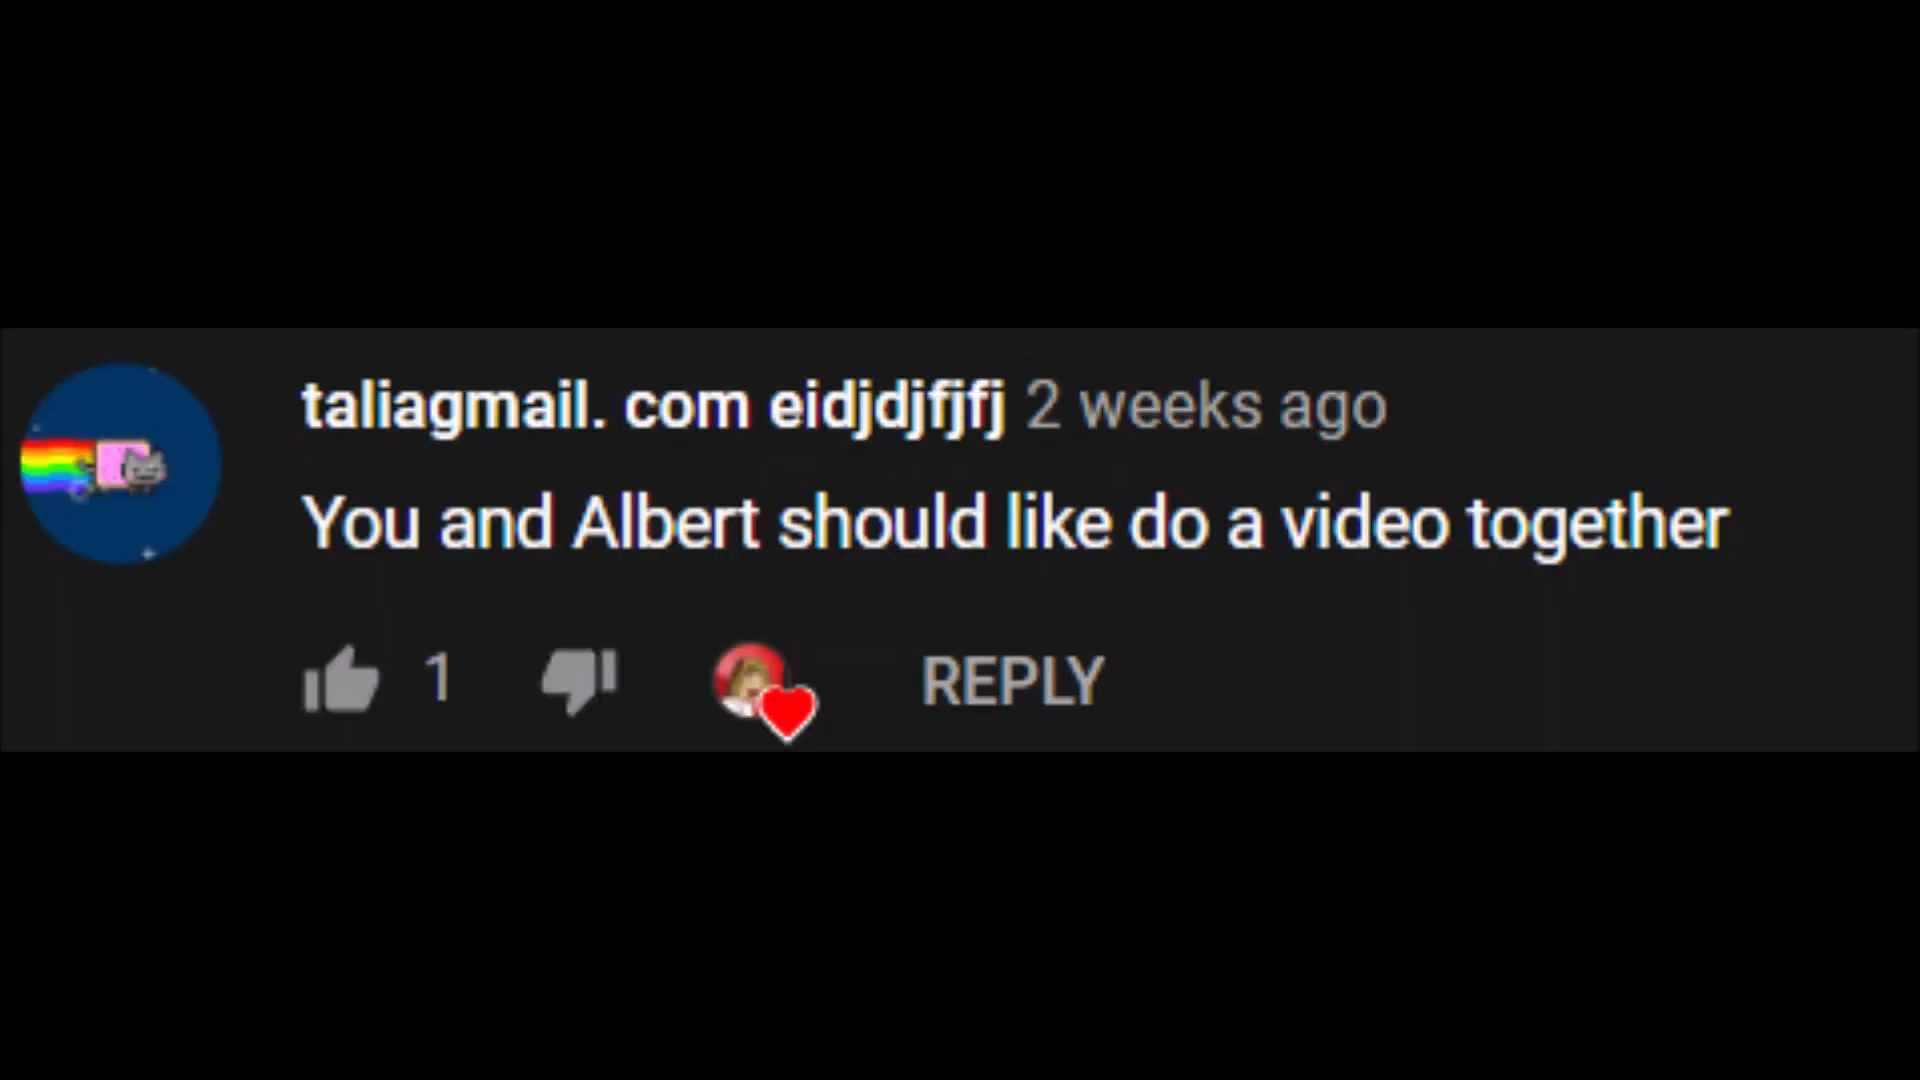 taliagmail. com eidjdjfjfj 2 weeks ago
You and Albert should like do a video together
1 REPLY